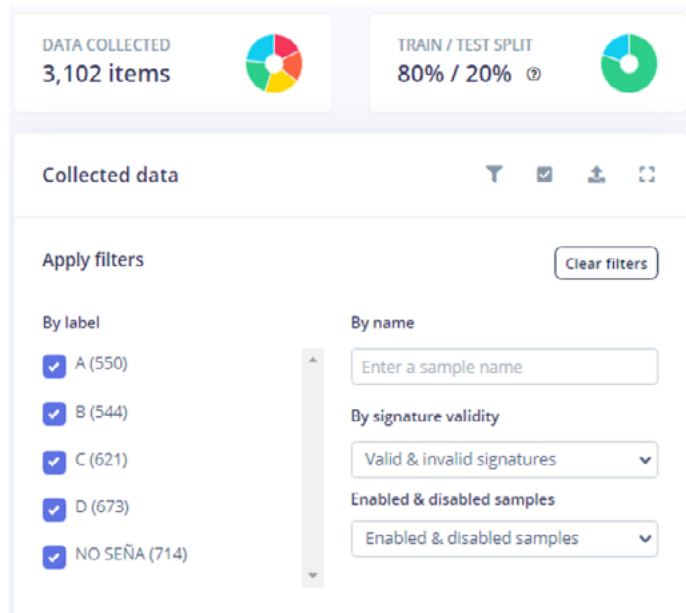 DATA COLLECTED
3,102 items
TRAIN / TEST SPLIT
80% / 20%
Collected data
Apply filters
Clear filters
By label
A (550)
B (544)
C (621)
D (673)
NO SEÑA (714)
By name
Enter a sample name
By signature validity
Valid & invalid signatures
Enabled & disabled samples
Enabled & disabled samples